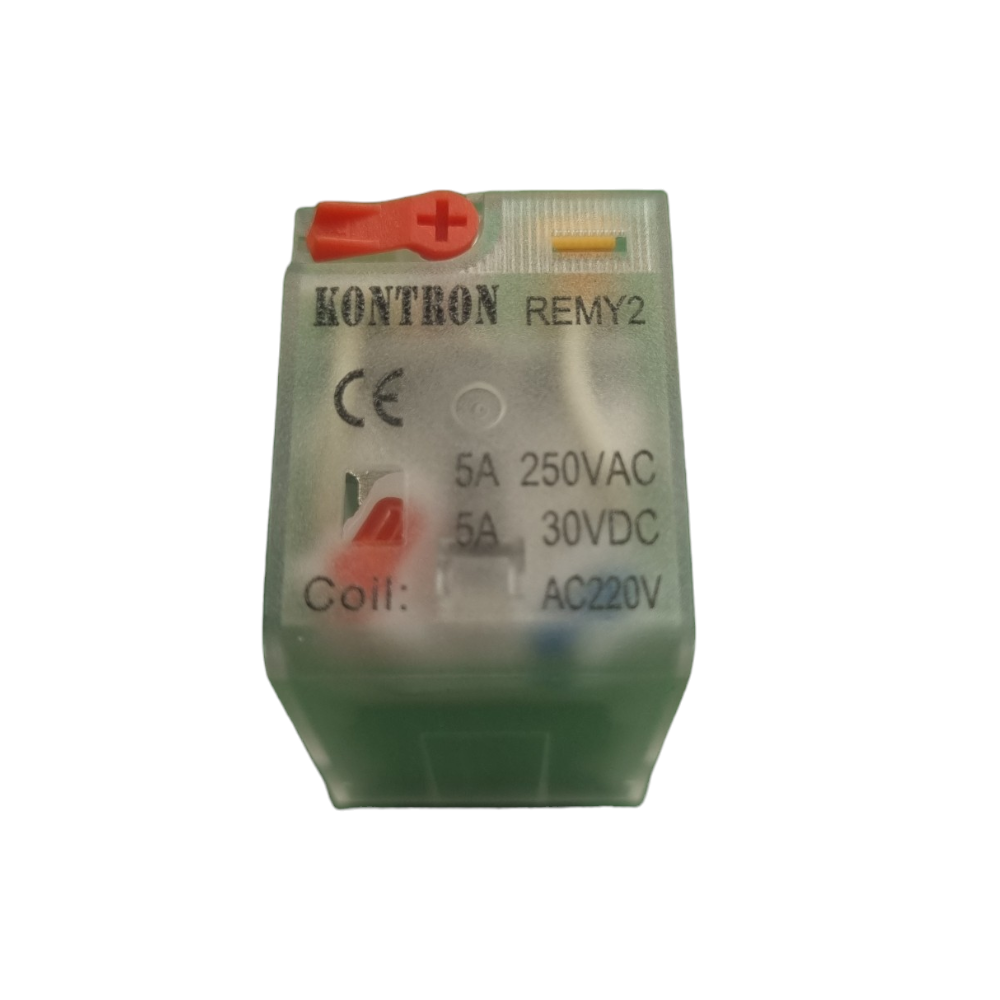 KONTRON REMY2
CE
5A 250VAC
5A 30VDC
Coil: AC220V